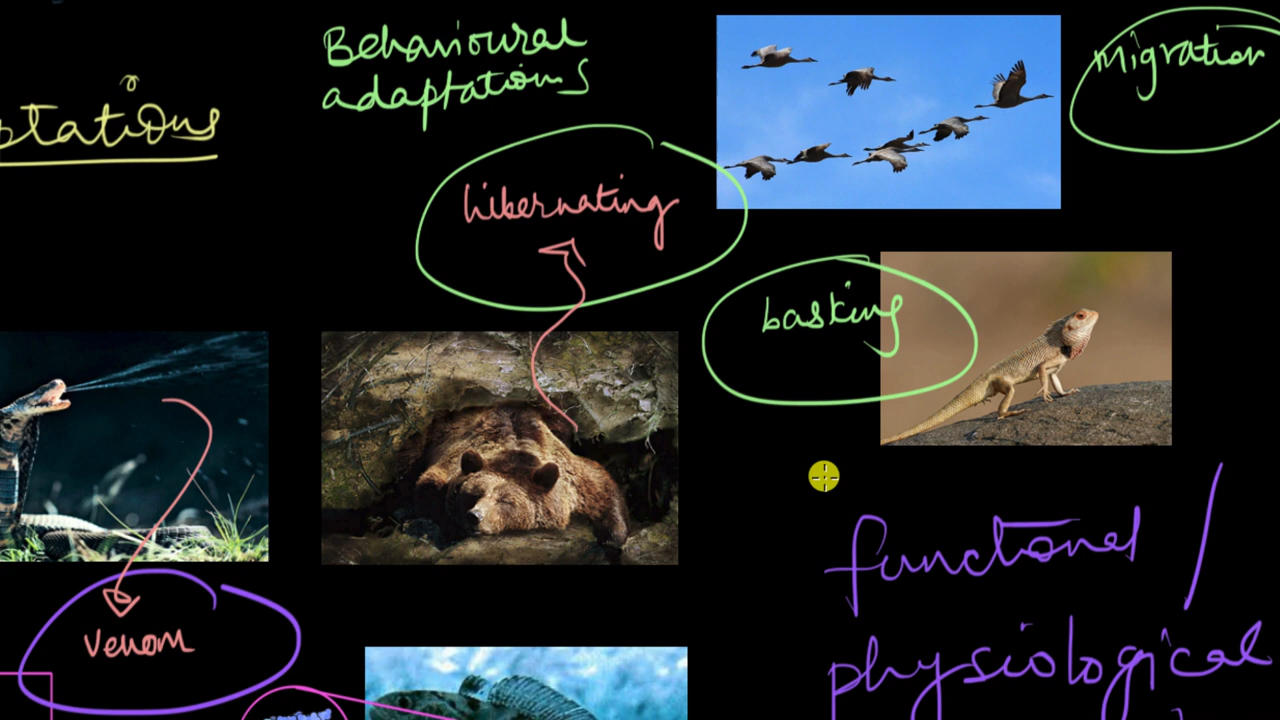 Behavioural
adaptations
migration
ptations
hibernating
basking
functional /
physiological
venom